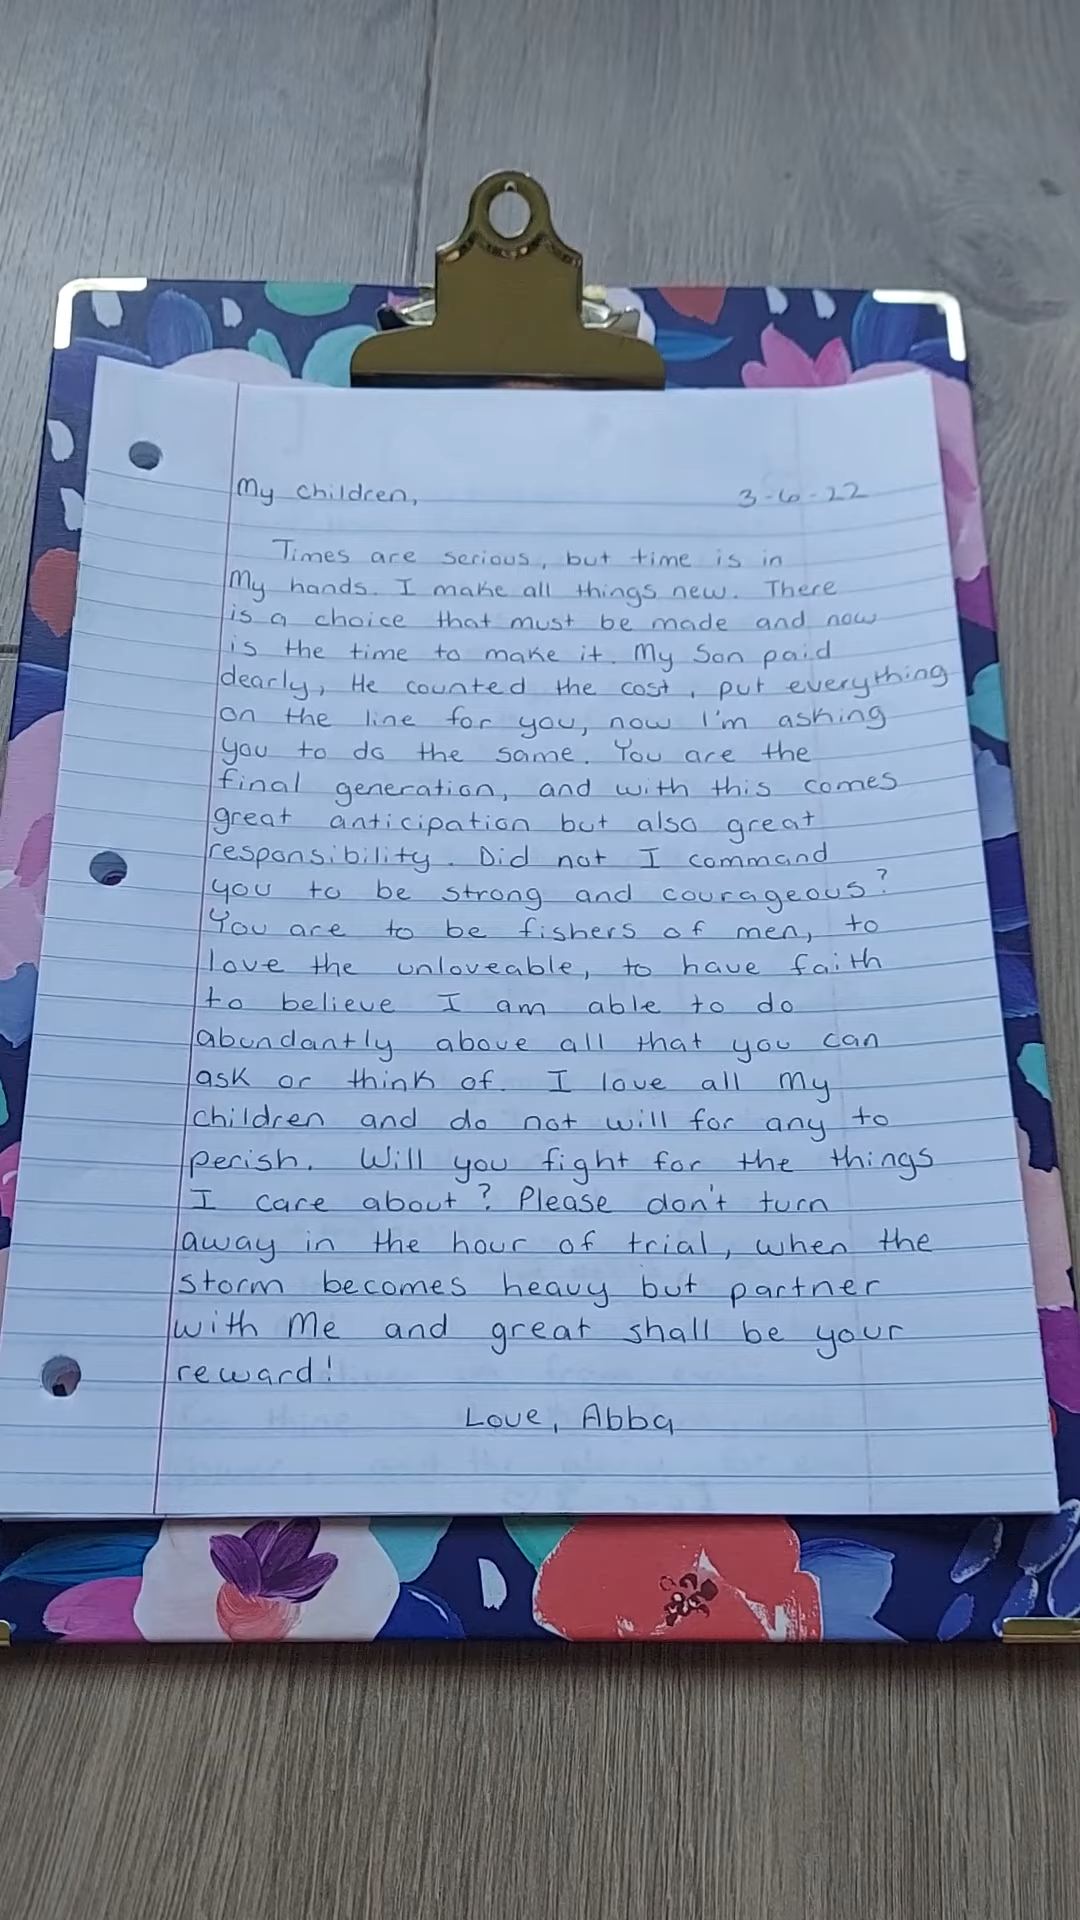 My children, 3-6-22
Times are serious, but time is in
My hands. I make all things new. There
is a choice that must be made and now
is the time to make it. My Son paid
dearly, He counted the cost, put everything
on the line for you, now I'm asking
you to do the same. You are the
final generation, and with this comes
great anticipation but also great
responsibility. Did not I command
you to be strong and courageous?
You are to be fishers of men, to
love the unloveable, to have faith
to believe I am able to do
abundantly above all that you can
ask or think of. I love all My
children and do not will for any to
perish. Will you fight for the things
I care about? Please don't turn
away in the hour of trial, when the
storm becomes heavy but partner
with Me and great shall be your
reward!
Love, Abba